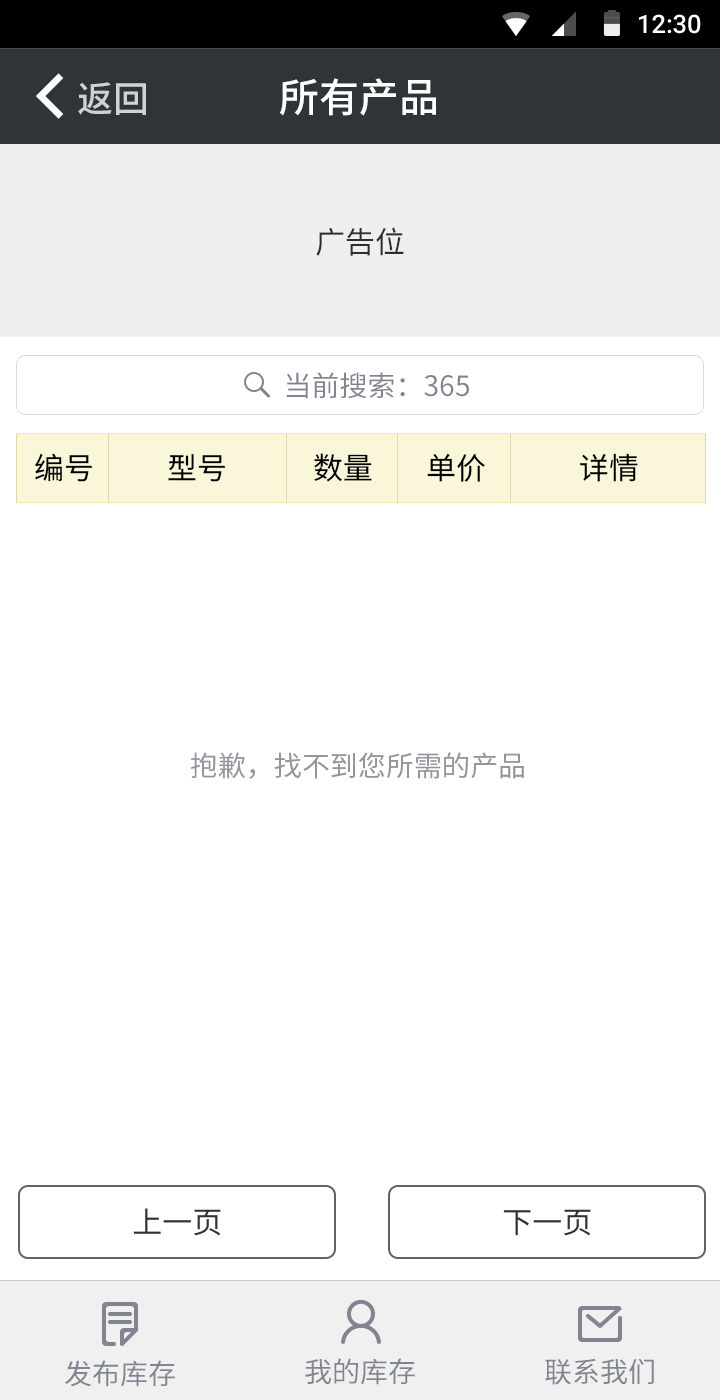 12:30
返回 所有产品
广告位
当前搜索：365
编号 型号 数量 单价 详情
抱歉，找不到您所需的产品
上一页 下一页
发布库存 我的库存 联系我们